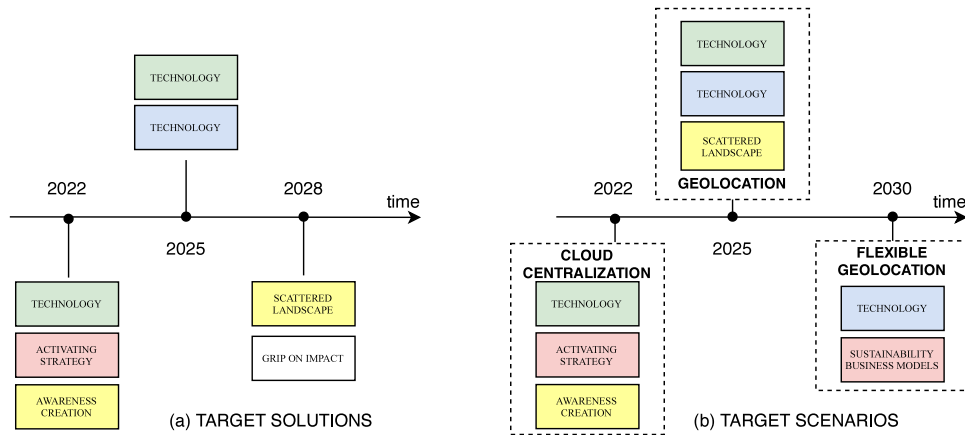 TECHNOLOGY
TECHNOLOGY
2022
2028
time
2025
TECHNOLOGY
ACTIVATING
STRATEGY
AWARENESS
CREATION
SCATTERED
LANDSCAPE
GRIP ON IMPACT
(a) TARGET SOLUTIONS
TECHNOLOGY
TECHNOLOGY
SCATTERED
LANDSCAPE
GEOLOCATION
2022
2030
time
2025
CLOUD
CENTRALIZATION
TECHNOLOGY
ACTIVATING
STRATEGY
AWARENESS
CREATION
FLEXIBLE
GEOLOCATION
TECHNOLOGY
SUSTAINABILITY
BUSINESS MODELS
(b) TARGET SCENARIOS